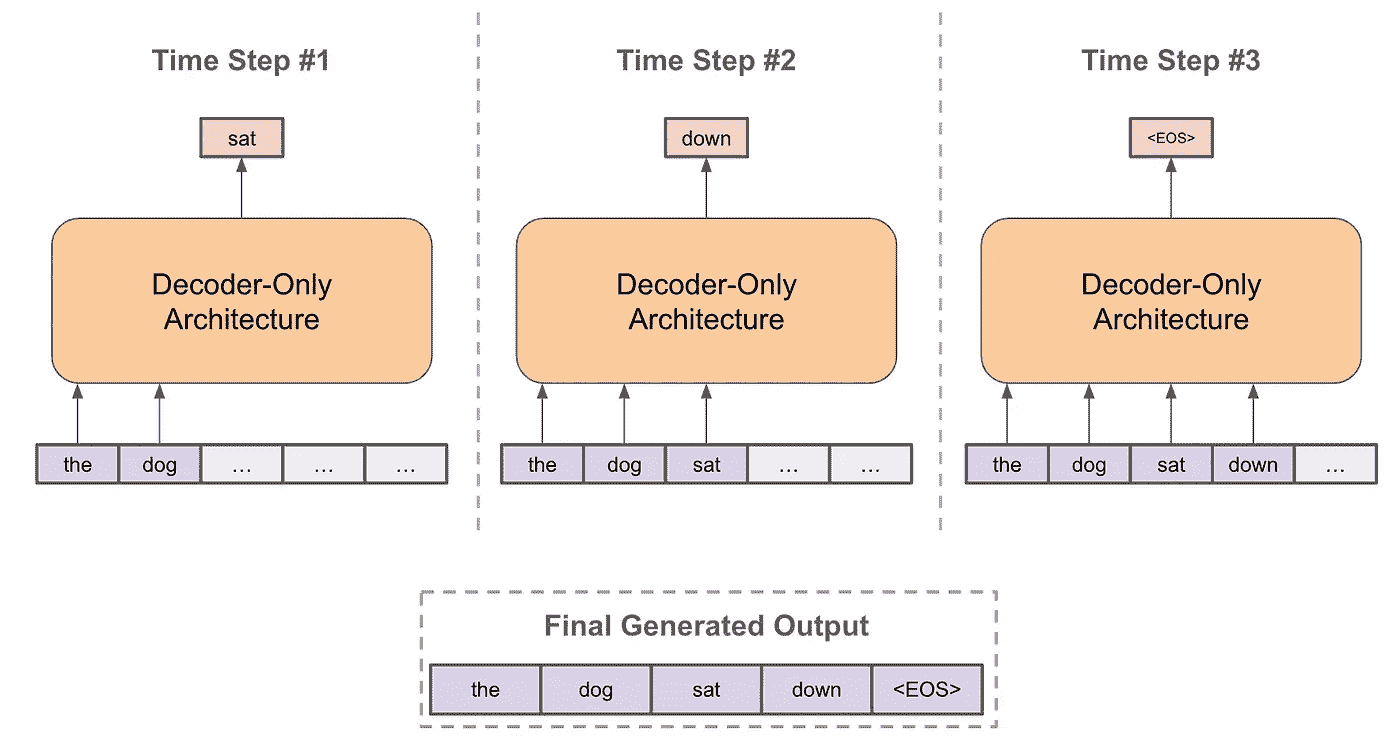 Time Step #1
sat
Decoder-Only
Architecture
the dog ... ... ...
Time Step #2
down
Decoder-Only
Architecture
the dog sat ... ...
Time Step #3
<EOS>
Decoder-Only
Architecture
the dog sat down ...
Final Generated Output
the dog sat down <EOS>